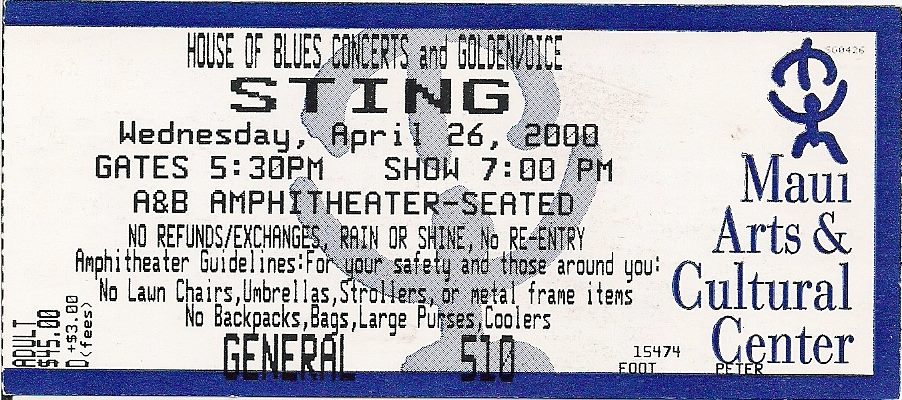 HOUSE OF BLUES CONCERTS and GOLDENVOICE
STING
Wednesday, April 26, 2000
GATES 5:30PM SHOW 7:00 PM
A&B AMPHITHEATER-SEATED
NO REFUNDS/EXCHANGES, RAIN OR SHINE, No RE-ENTRY
Amphitheater Guidelines:For your safety and those around you:
No Lawn Chairs,Umbrellas,Strollers,or metal frame items
No Backpacks,Bags,Large Purses,Coolers
GENERAL 510
15474
FOOT PETER
ADULT
$45.00
D+$3.00
(fees)
SG0426
Maui
Arts &
Cultural
Center